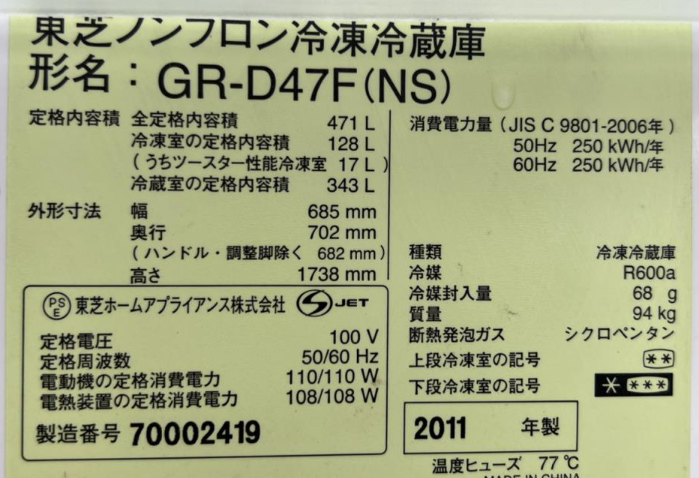 東芝ノンフロン冷凍冷蔵庫
形名：GR-D47F(NS)
定格内容積 全定格内容積 471 L
冷凍室の定格内容積 128 L
(うちツースター性能冷凍室 17 L)
冷蔵室の定格内容積 343 L
外形寸法 幅 685 mm
奥行 702 mm
(ハンドル・調整脚除く 682 mm)
高さ 1738 mm
消費電力量 (JIS C 9801-2006年)
50Hz 250 kWh/年
60Hz 250 kWh/年
種類 冷凍冷蔵庫
冷媒 R600a
冷媒封入量 68 g
質量 94 kg
断熱発泡ガス シクロペンタン
上段冷凍室の記号 **
下段冷凍室の記号 * ***
PSE 東芝ホームアプライアンス株式会社 S JET
定格電圧 100 V
定格周波数 50/60 Hz
電動機の定格消費電力 110/110 W
電熱装置の定格消費電力 108/108 W
製造番号 70002419
2011 年製
温度ヒューズ 77℃
MADE IN CHINA